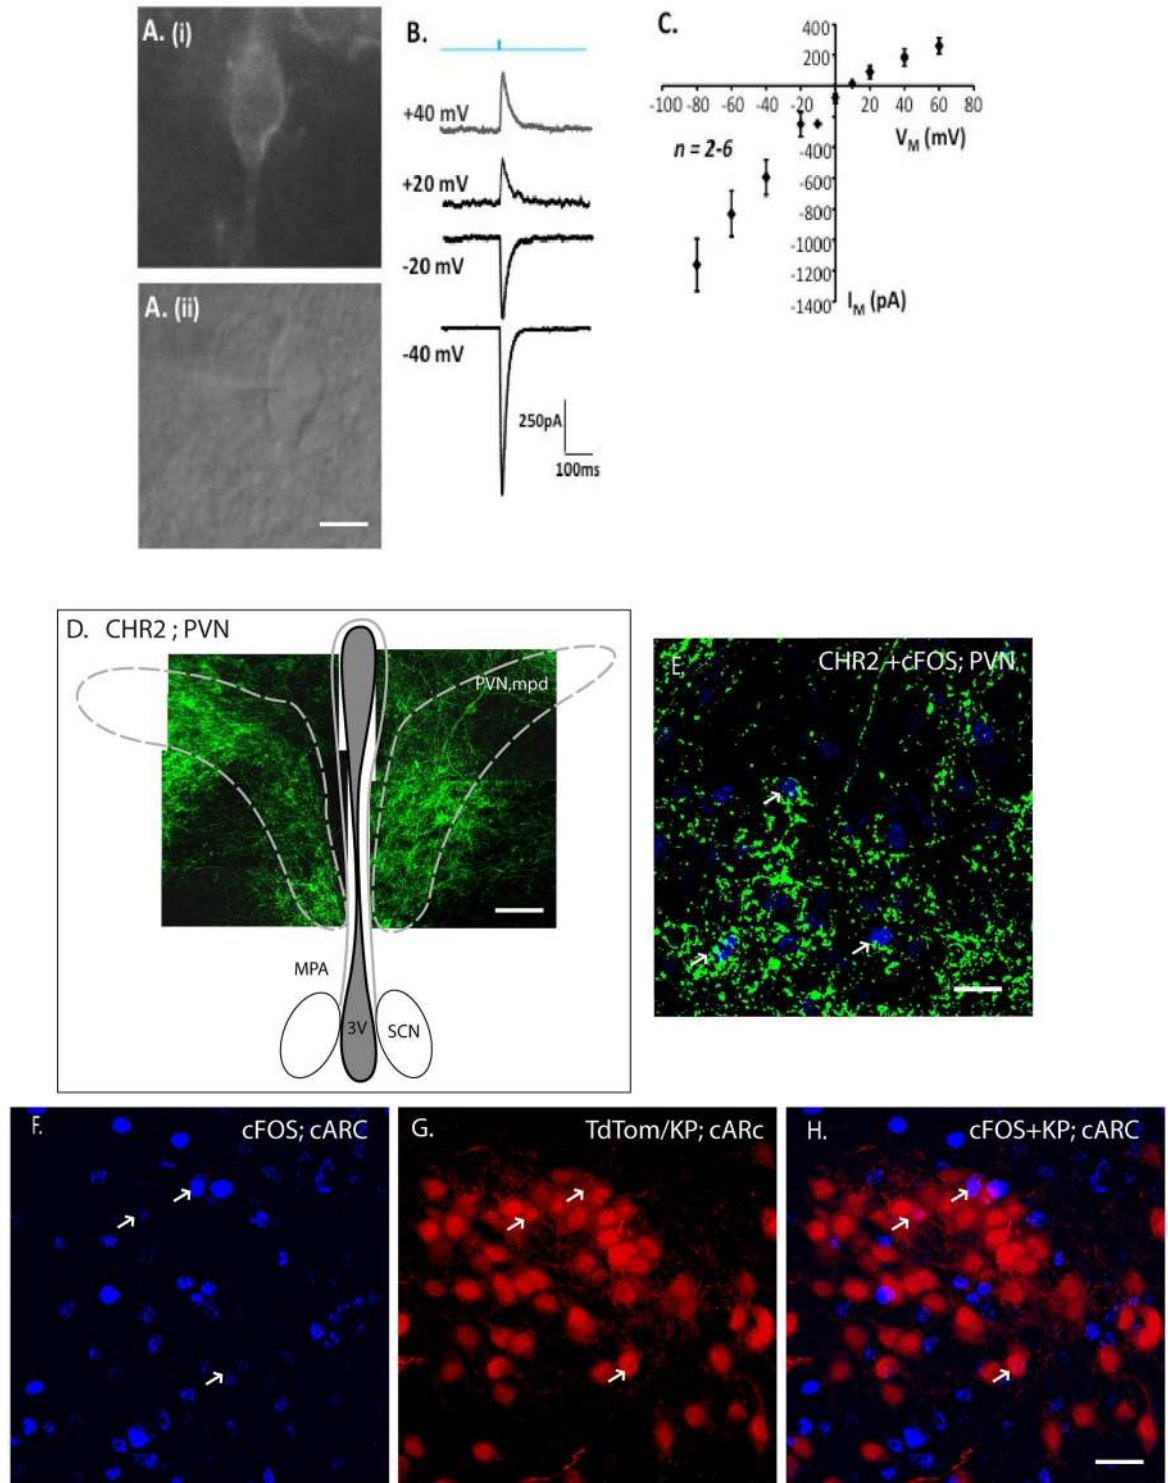 A. (i)
A. (ii)
B.
+40 mV
+20 mV
-20 mV
-40 mV
250pA
100ms
C.
400
200
-100 -80 -60 -40 -20
20 40 60 80
VM (mV)
n = 2-6
-400
-600
-800
-1000
-1200
-1400
IM (pA)
D. CHR2 ; PVN
PVN,mpd
MPA
3V
SCN
E. CHR2 +cFOS; PVN
F. cFOS; cARC
G. TdTom/KP; cARc
H. cFOS+KP; cARC